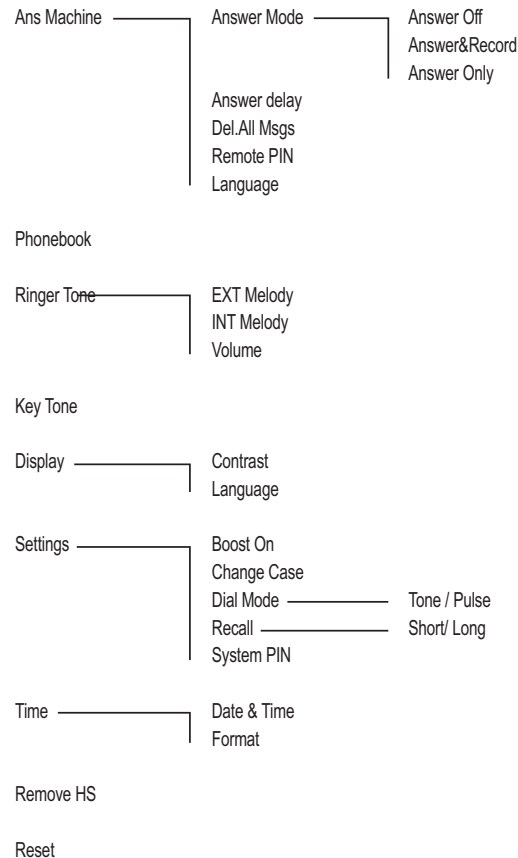 Ans Machine Answer Mode Answer Off
Answer&Record
Answer Only
Answer delay
Del.All Msgs
Remote PIN
Language
Phonebook
Ringer Tone EXT Melody
INT Melody
Volume
Key Tone
Display Contrast
Language
Settings Boost On
Change Case
Dial Mode Tone / Pulse
Recall Short/ Long
System PIN
Time Date & Time
Format
Remove HS
Reset